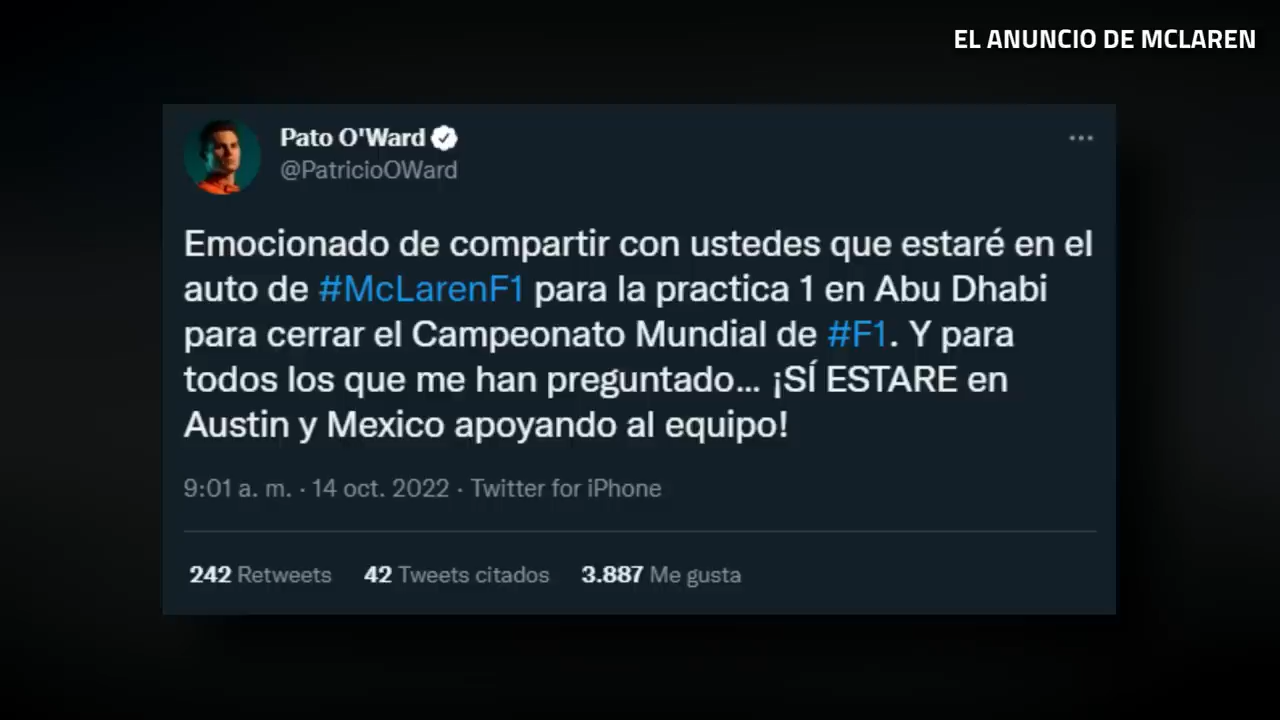 EL ANUNCIO DE MCLAREN
Pato O'Ward
@PatricioOWard
Emocionado de compartir con ustedes que estaré en el
auto de #McLarenF1 para la practica 1 en Abu Dhabi
para cerrar el Campeonato Mundial de #F1. Y para
todos los que me han preguntado... ¡SÍ ESTARE en
Austin y Mexico apoyando al equipo!
9:01 a. m. · 14 oct. 2022 · Twitter for iPhone
242 Retweets 42 Tweets citados 3.887 Me gusta